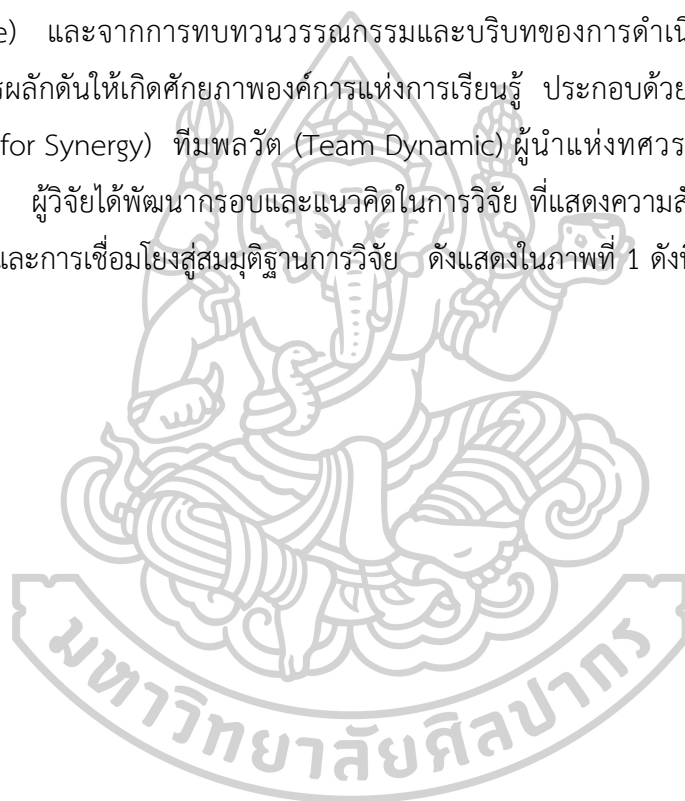 e) และจากการทบทวนวรรณกรรมและบริบทของการดำเนิ
รผลักดันให้เกิดศักยภาพองค์การแห่งการเรียนรู้ ประกอบด้วย
for Synergy) ทีมพลวัต (Team Dynamic) ผู้นำแห่งทศวร
ผู้วิจัยได้พัฒนากรอบและแนวคิดในการวิจัย ที่แสดงความสั
และการเชื่อมโยงสู่สมมุติฐานการวิจัย ดังแสดงในภาพที่ 1 ดังนี
มหาวิทยาลัยศิลปากร